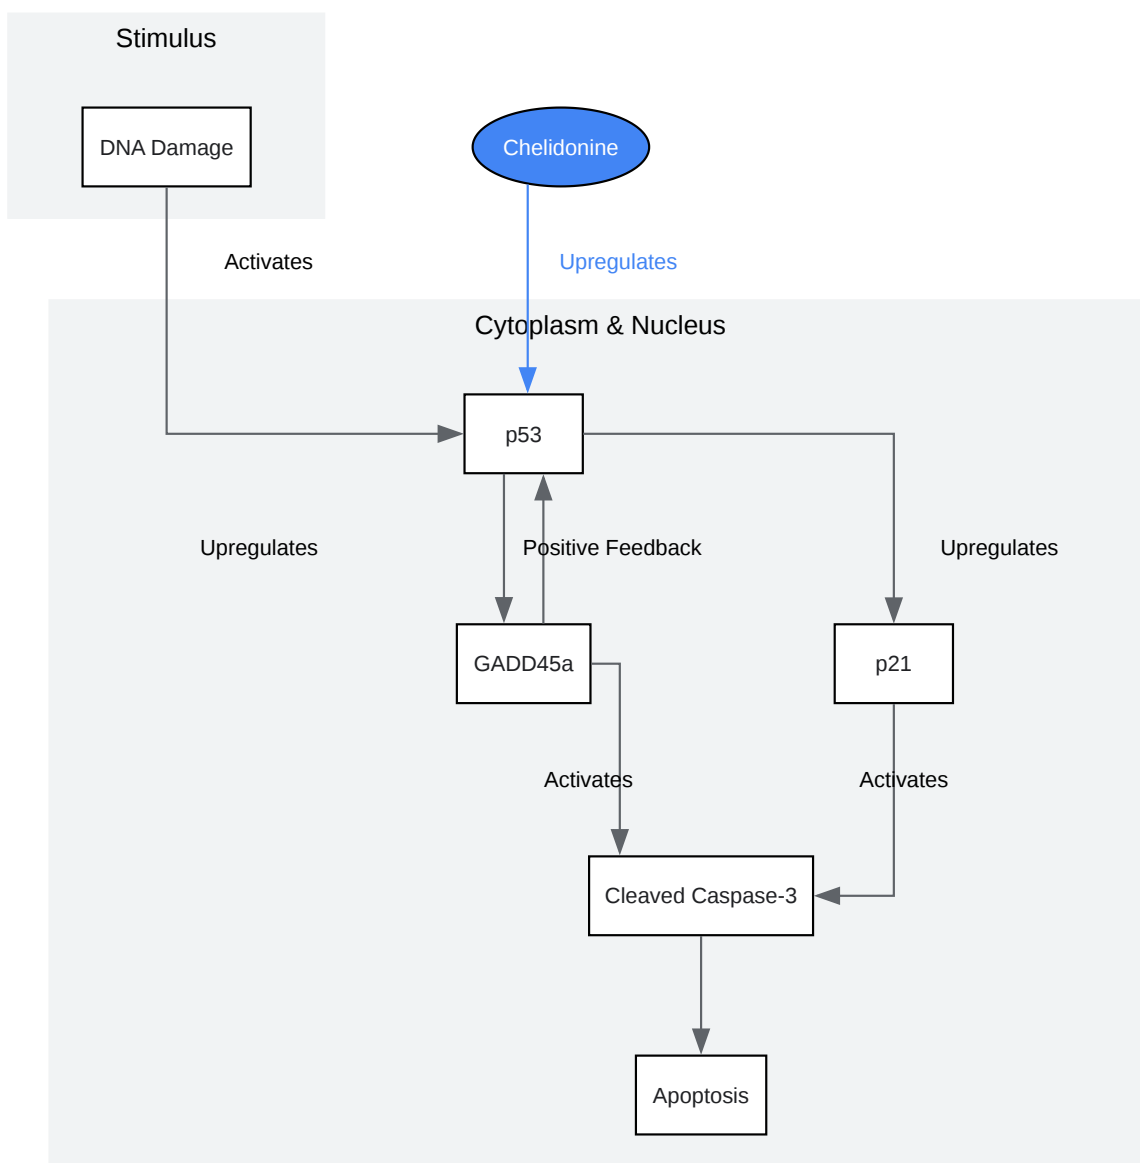 Stimulus
DNA Damage
Chelidonine
Activates
Upregulates
Cytoplasm & Nucleus
p53
Upregulates
Positive Feedback
Upregulates
GADD45a
p21
Activates
Activates
Cleaved Caspase-3
Apoptosis